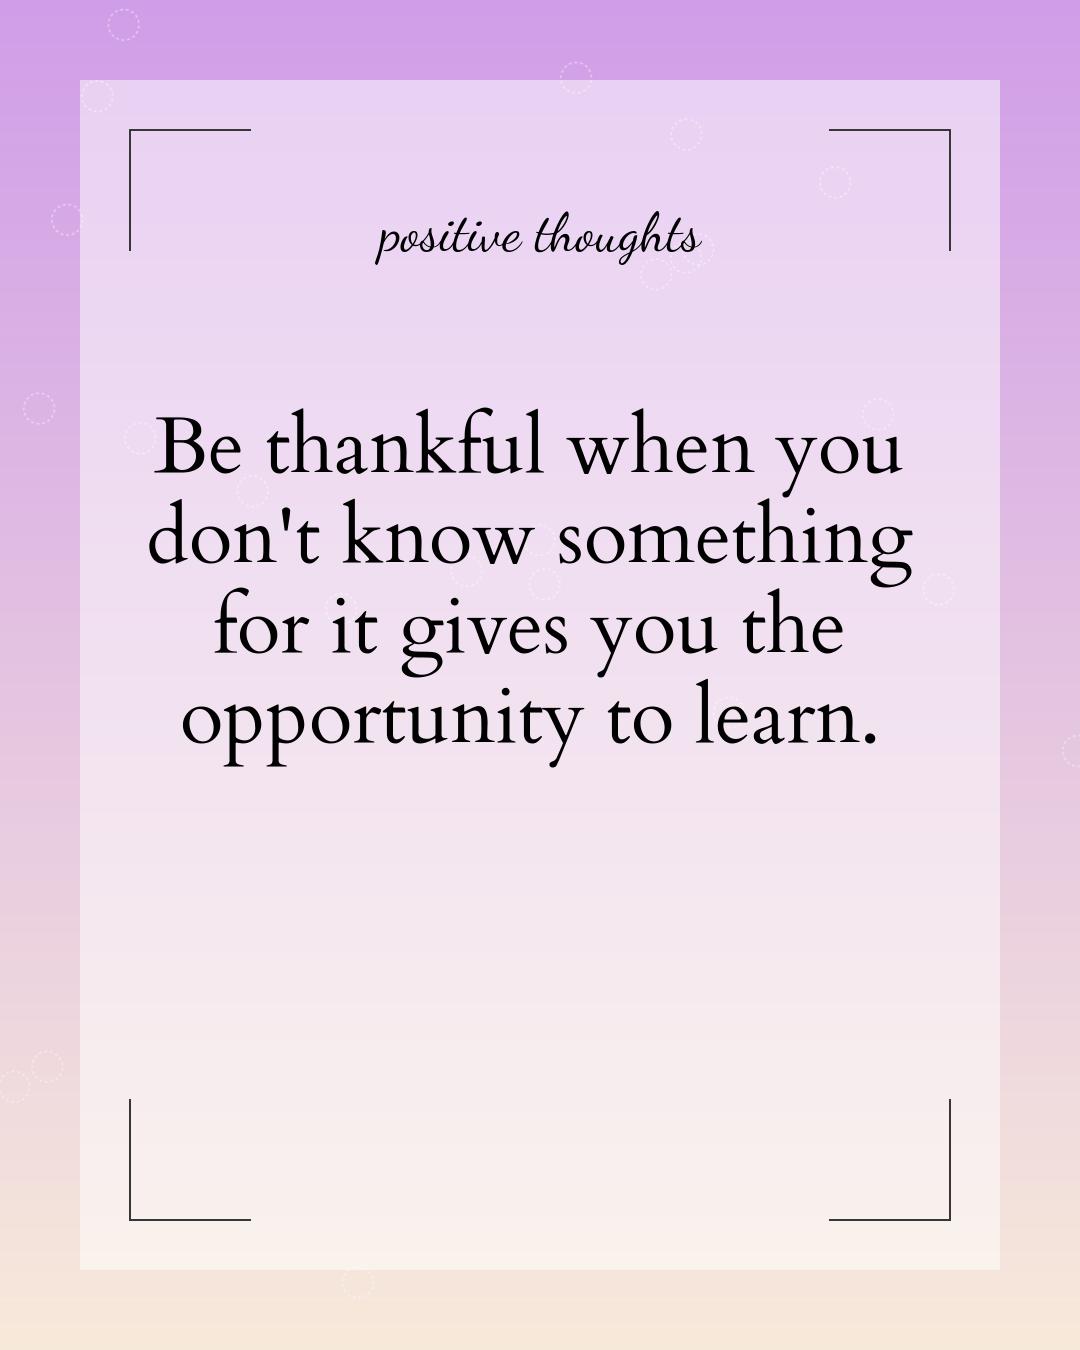 positive thoughts
Be thankful when you
don't know something
for it gives you the
opportunity to learn.